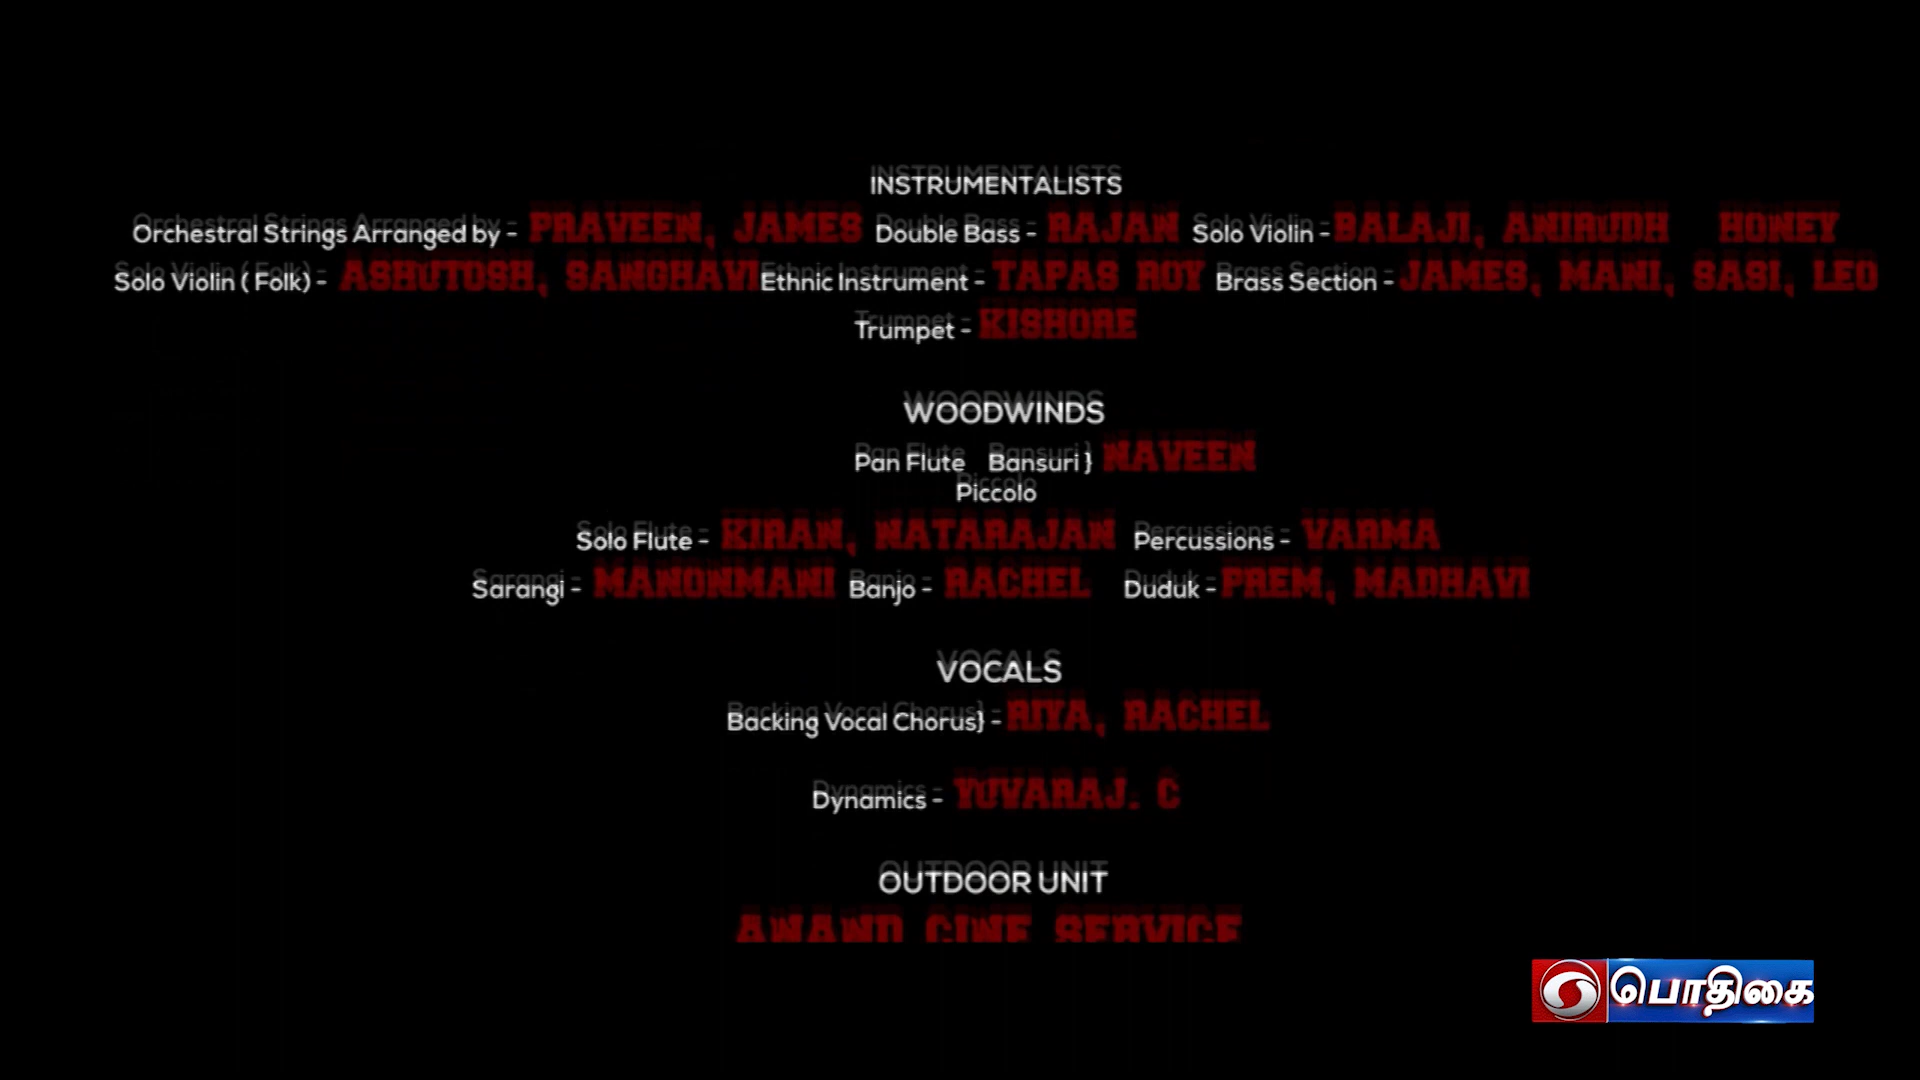 INSTRUMENTALISTS
Orchestral Strings Arranged by - PRAVEEN, JAMES Double Bass - RAJAN Solo Violin - BALAJI, ANIRUDH HONEY
Solo Violin ( Folk) - ASHUTOSH, SANGHAVI Ethnic Instrument - TAPAS ROY Brass Section - JAMES, MANI, SASI, LEO
Trumpet - KISHORE
WOODWINDS
Pan Flute Bansuri } NAVEEN
Piccolo
Solo Flute - KIRAN, NATARAJAN Percussions - VARMA
Sarangi - MANONMANI Banjo - RACHEL Duduk - PREM, MADHAVI
VOCALS
Backing Vocal Chorus} - RIYA, RACHEL
Dynamics - YUVARAJ. C
OUTDOOR UNIT
ANAND CINE SERVICE
பொதிகை